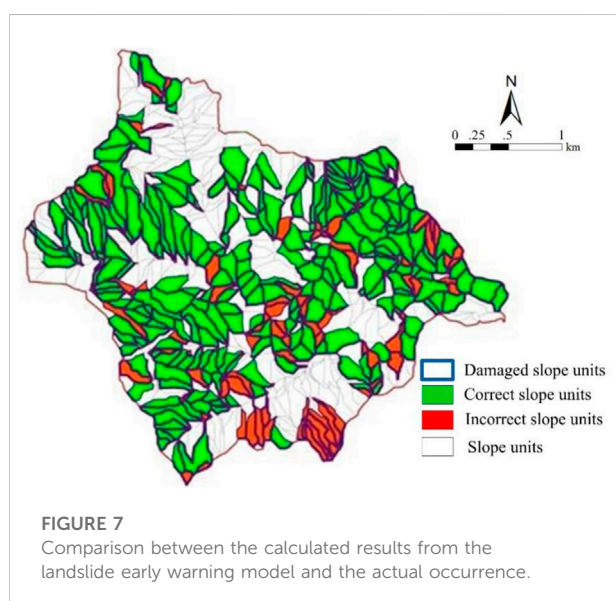 N
0 .25 .5 1
km
Damaged slope units
Correct slope units
Incorrect slope units
Slope units
FIGURE 7
Comparison between the calculated results from the
landslide early warning model and the actual occurrence.